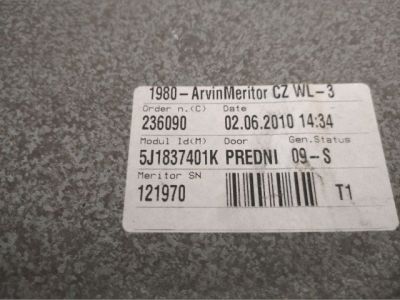 1980-ArvinMeritor CZ WL-3
Order n.(C) Date
236090 02.06.2010 14:34
Modul Id(M) Door Gen.Status
5J1837401K PREDNI 09-S
Meritor SN
121970 T1